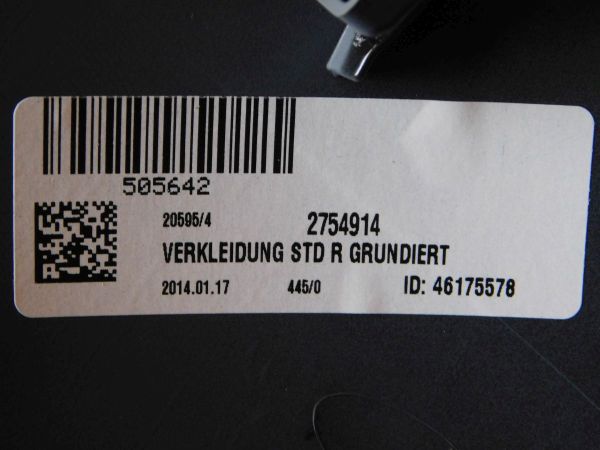 505642
20595/4 2754914
VERKLEIDUNG STD R GRUNDIERT
2014.01.17 445/0 ID: 46175578